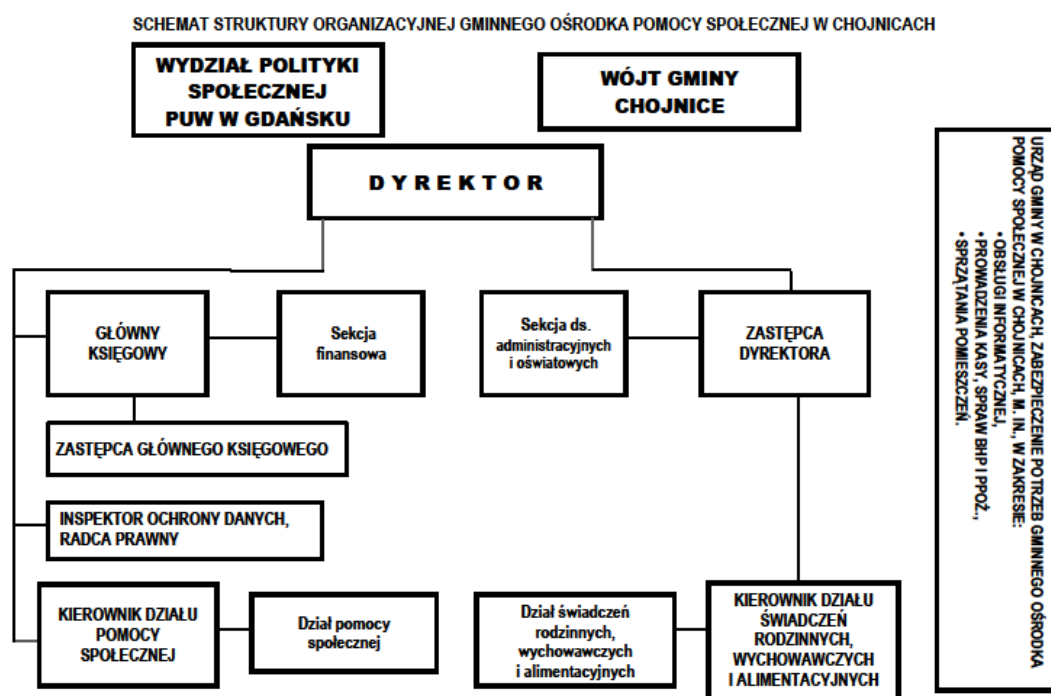 SCHEMAT STRUKTURY ORGANIZACYJNEJ GMINNEGO OŚRODKA POMOCY SPOŁECZNEJ W CHOJNICACH
WYDZIAŁ POLITYKI
SPOŁECZNEJ
PUW W GDAŃSKU
WÓJT GMINY
CHOJNICE
DYREKTOR
GŁÓWNY
KSIĘGOWY
Sekcja
finansowa
Sekcja ds.
administracyjnych
i oświatowych
ZASTĘPCA
DYREKTORA
ZASTĘPCA GŁÓWNEGO KSIĘGOWEGO
INSPEKTOR OCHRONY DANYCH,
RADCA PRAWNY
KIEROWNIK DZIAŁU
POMOCY
SPOŁECZNEJ
Dział pomocy
społecznej
Dział świadczeń
rodzinnych,
wychowawczych
i alimentacyjnych
KIEROWNIK DZIAŁU
ŚWIADCZEŃ
RODZINNYCH,
WYCHOWAWCZYCH
I ALIMENTACYJNYCH
URZĄD GMINY W CHOJNICACH, ZABEZPIECZENIE POTRZEB GMINNEGO OŚRODKA
POMOCY SPOŁECZNEJ W CHOJNICACH, M. IN., W ZAKRESIE:
•OBSŁUGI INFORMATYCZNEJ,
•PROWADZENIA KASY, SPRAW BHP I PPOŻ.,
•SPRZĄTANIA POMIESZCZEŃ.